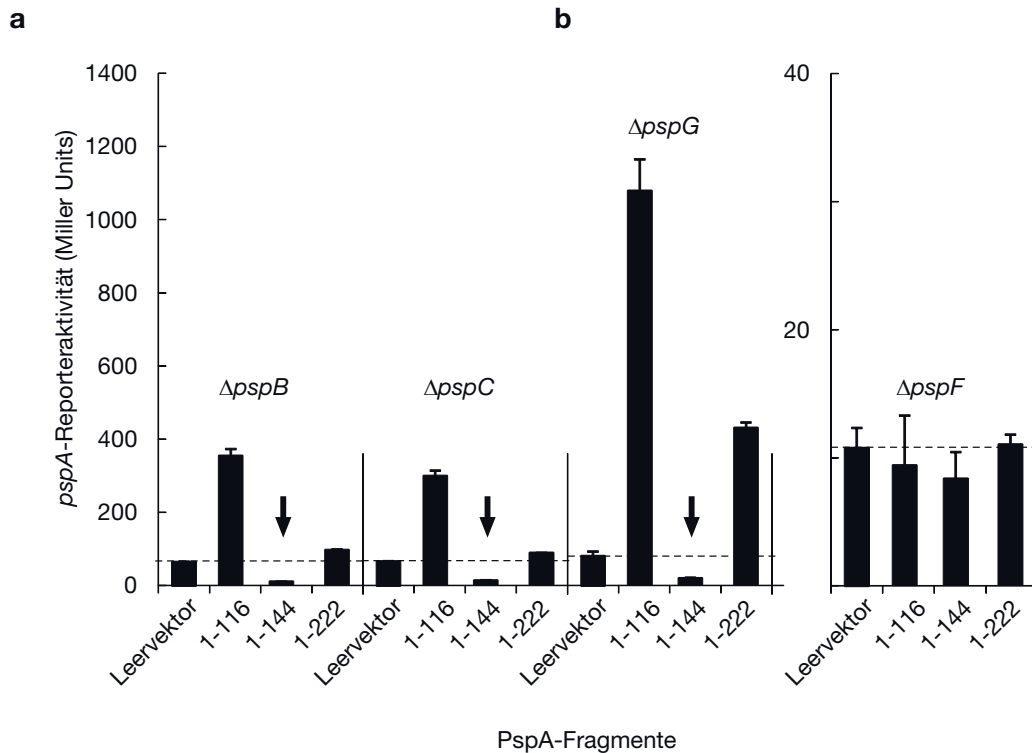 a
b
pspA-Reporteraktivität (Miller Units)
1400
1200
1000
800
600
400
200
0
ΔpspB
ΔpspC
ΔpspG
40
20
ΔpspF
Leervektor
1-116
1-144
1-222
Leervektor
1-116
1-144
1-222
Leervektor
1-116
1-144
1-222
Leervektor
1-116
1-144
1-222
PspA-Fragmente